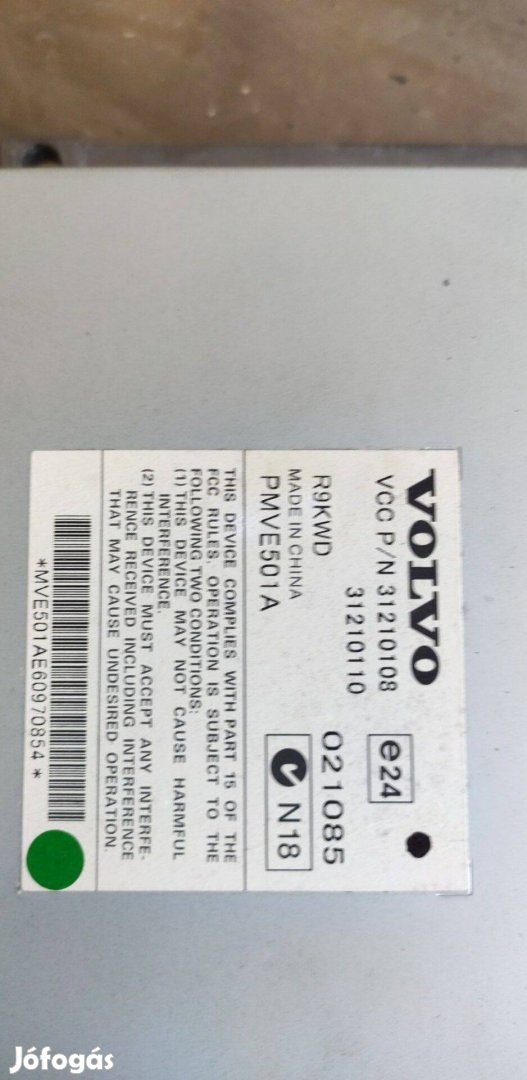 VOLVO
VCC P/N 31210108
31210110
e24
R9KWD
021085
MADE IN CHINA
PMVE501A
N18
THIS DEVICE COMPLIES WITH PART 15 OF THE
FCC RULES. OPERATION IS SUBJECT TO THE
FOLLOWING TWO CONDITIONS:
(1) THIS DEVICE MAY NOT CAUSE HARMFUL
INTERFERENCE.
(2) THIS DEVICE MUST ACCEPT ANY INTERFE-
RENCE RECEIVED INCLUDING INTERFERENCE
THAT MAY CAUSE UNDESIRED OPERATION.
*MVE501AE60970854*
Jófogás